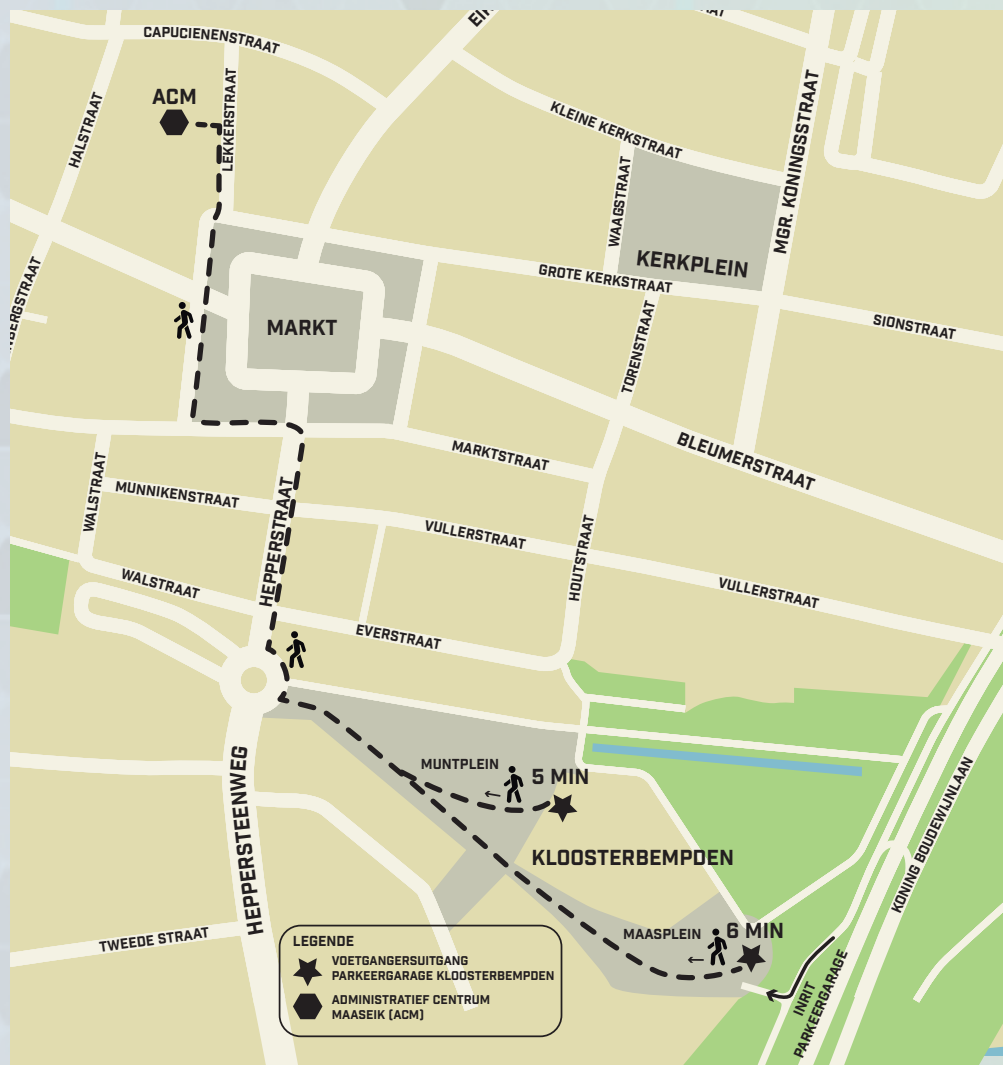 CAPUCIENENSTRAAT
ACM
HALSTRAAT
LEKKERSTRAAT
KLEINE KERKSTRAAT
MGR. KONINGSSTRAAT
WAAGSTRAAT
KERKPLEIN
GROTE KERKSTRAAT
SIONSTRAAT
MARKT
TORENSTRAAT
BLEUMERSTRAAT
MARKTSTRAAT
WALSTRAAT
MUNNIKENSTRAAT
HEPPERSTRAAT
VULLERSTRAAT
HOUTSTRAAT
VULLERSTRAAT
WALSTRAAT
EVERSTRAAT
MUNTPLEIN
5 MIN
HEPPERSTEENWEG
KLOOSTERBEMPDEN
KONING BOUDEWIJNLAAN
MAASPLEIN
6 MIN
TWEEDE STRAAT
INRIT
PARKEERGARAGE
LEGENDE
VOETGANGERSUITGANG
PARKEERGARAGE KLOOSTERBEMPDEN
ADMINISTRATIEF CENTRUM
MAASEIK (ACM)